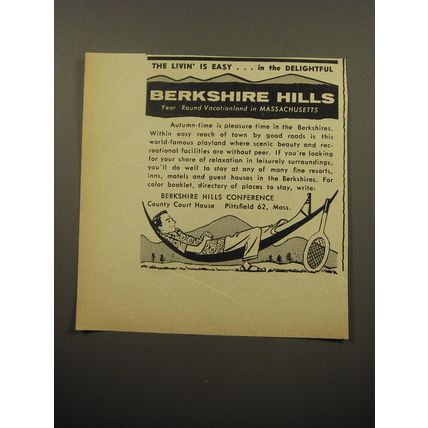 THE LIVIN' IS EASY . . . in the DELIGHTFUL
BERKSHIRE HILLS
Year 'Round Vacationland in MASSACHUSETTS
Autumn-time is pleasure time in the Berkshires.
Within easy reach of town by good roads is this
world-famous playland where scenic beauty and rec-
reational facilities are without peer. If you're looking
for your share of relaxation in leisurely surroundings,
you'll do well to stay at any of many fine resorts,
inns, motels and guest houses in the Berkshires. For
color booklet, directory of places to stay, write:
BERKSHIRE HILLS CONFERENCE
County Court House Pittsfield 62, Mass.